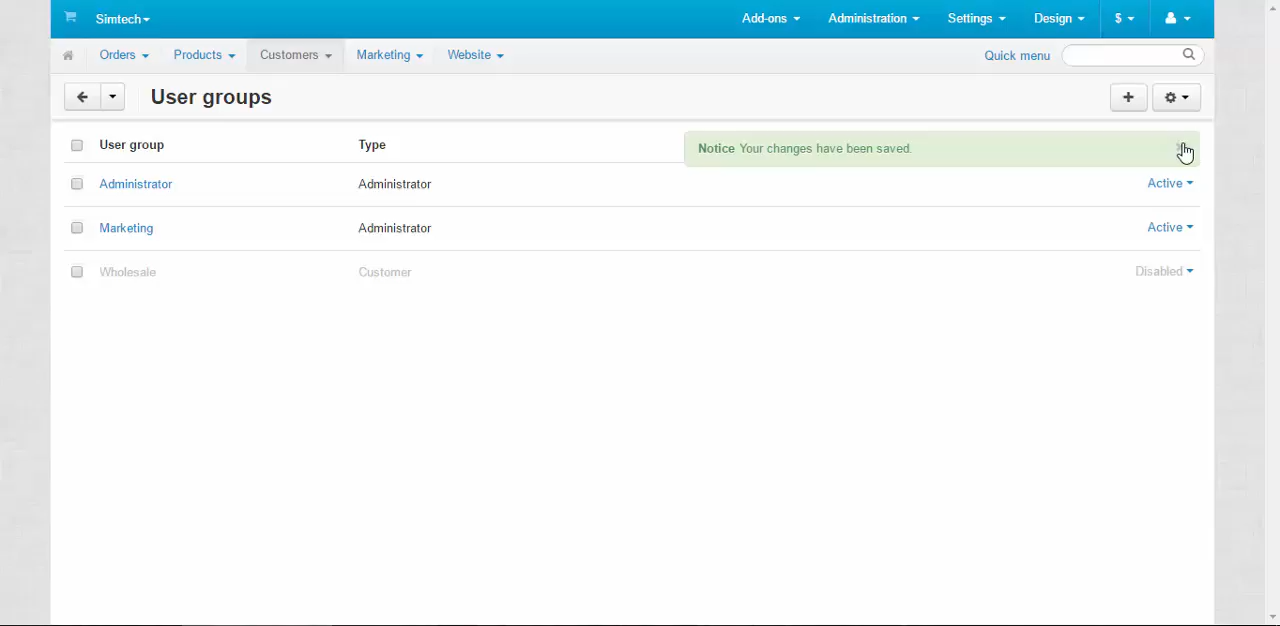 Simtech Add-ons Administration Settings Design $
Orders Products Customers Marketing Website Quick menu
User groups
User group Type
Notice Your changes have been saved.
Administrator Administrator Active
Marketing Administrator Active
Wholesale Customer Disabled